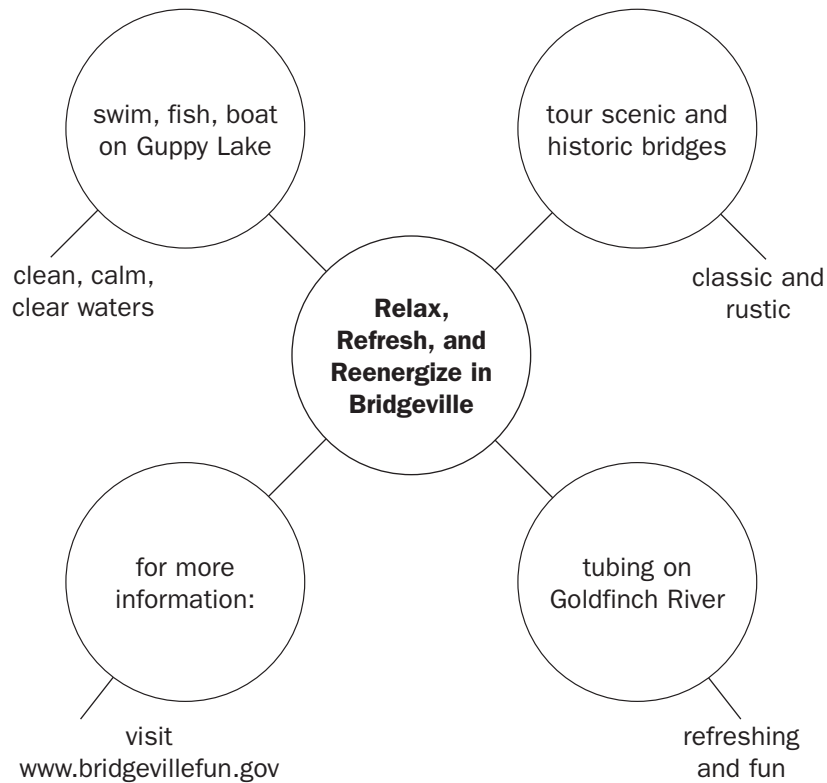 swim, fish, boat
on Guppy Lake
clean, calm,
clear waters
tour scenic and
historic bridges
classic and
rustic
Relax,
Refresh, and
Reenergize in
Bridgeville
for more
information:
visit
www.bridgevillefun.gov
tubing on
Goldfinch River
refreshing
and fun